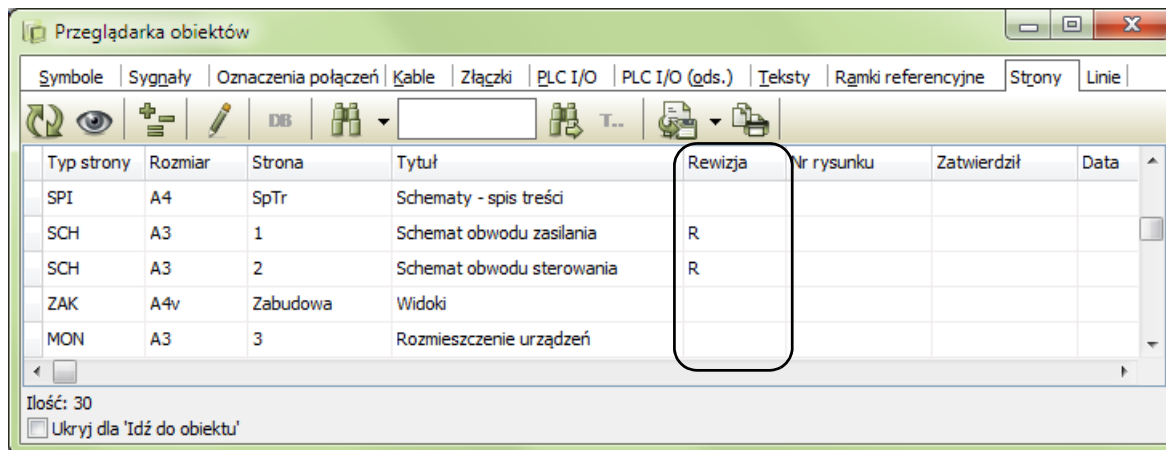 Przeglądarka obiektów
Symbole Sygnały Oznaczenia połączeń Kable Złączki PLC I/O PLC I/O (ods.) Teksty Ramki referencyjne Strony Linie
DB T...
Typ strony Rozmiar Strona Tytuł Rewizja Nr rysunku Zatwierdził Data
SPI A4 SpTr Schematy - spis treści
SCH A3 1 Schemat obwodu zasilania R
SCH A3 2 Schemat obwodu sterowania R
ZAK A4v Zabudowa Widoki
MON A3 3 Rozmieszczenie urządzeń
Ilość: 30
Ukryj dla 'Idź do obiektu'